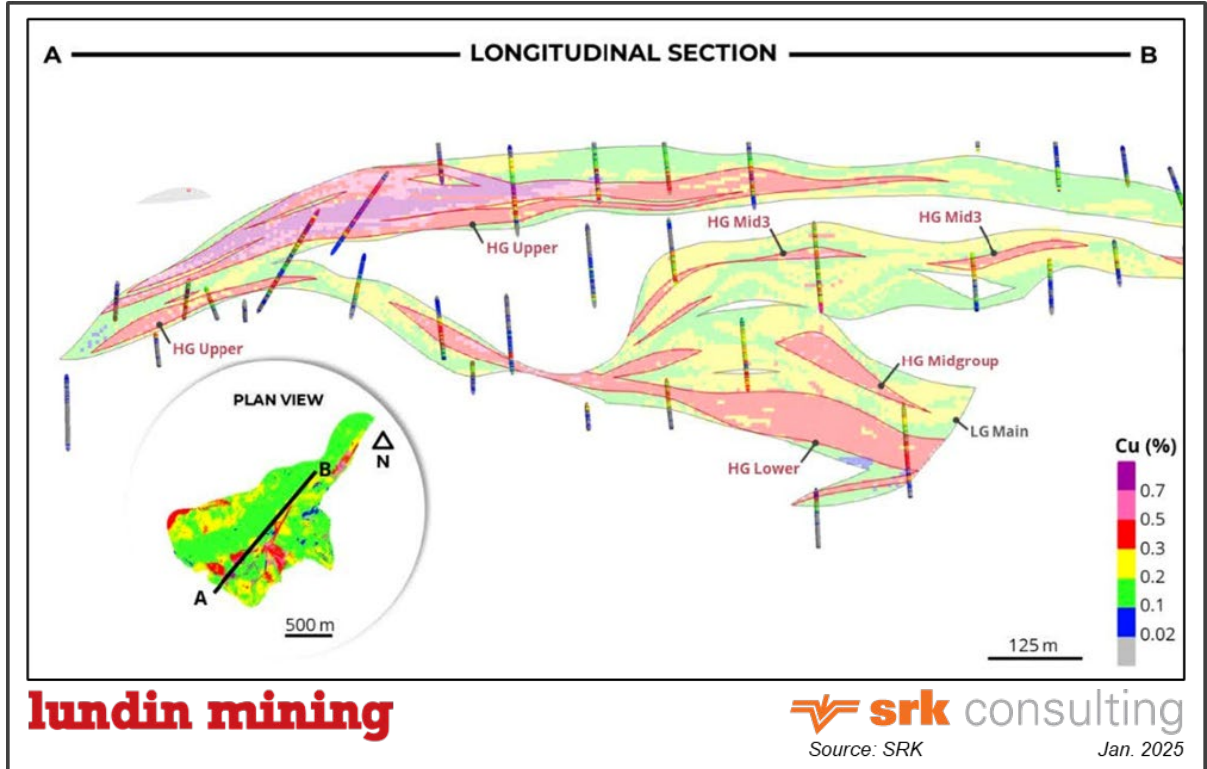 A LONGITUDINAL SECTION B
HG Mid3
HG Mid3
HG Upper
HG Upper
HG Midgroup
LG Main
HG Lower
PLAN VIEW
N
B
A
500 m
Cu (%)
0.7
0.5
0.3
0.2
0.1
0.02
125 m
lundin mining
srk consulting
Source: SRK Jan. 2025